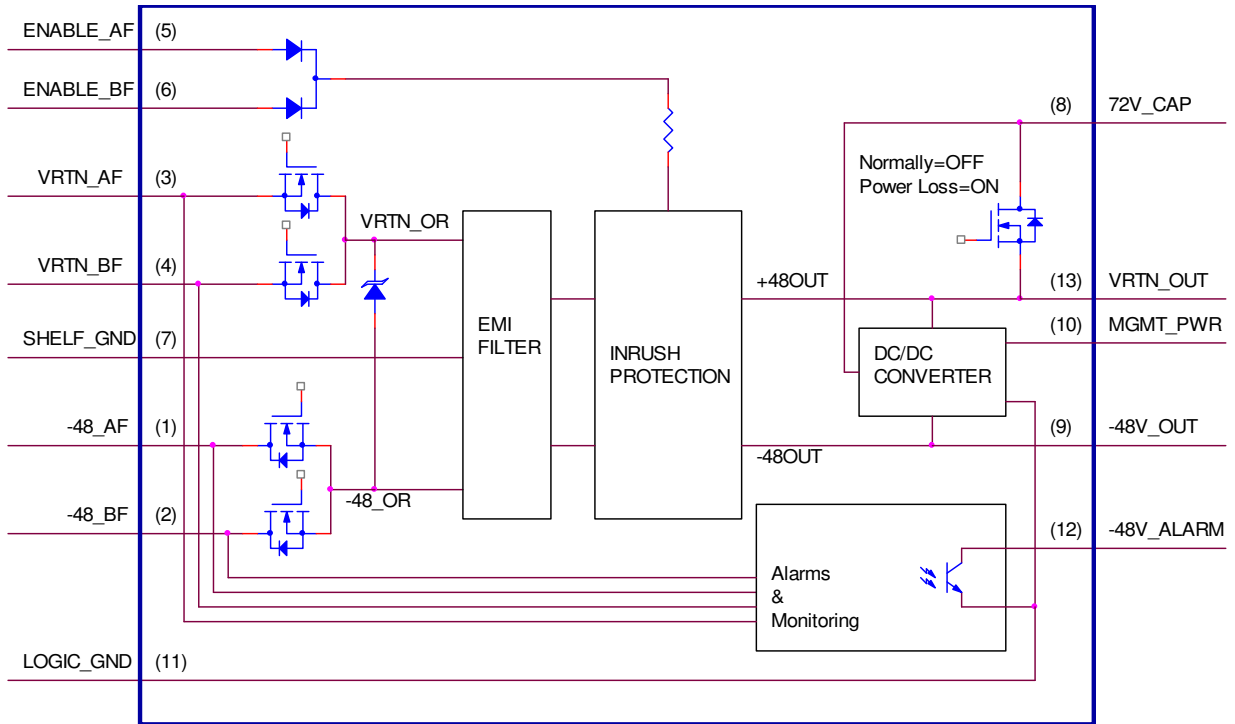 ENABLE_AF (5)
ENABLE_BF (6)
(8) 72V_CAP
Normally=OFF
Power Loss=ON
VRTN_AF (3)
VRTN_OR
VRTN_BF (4)
+48OUT
(13) VRTN_OUT
(10) MGMT_PWR
SHELF_GND (7)
EMI
FILTER
INRUSH
PROTECTION
DC/DC
CONVERTER
-48_AF (1)
(9) -48V_OUT
-48OUT
-48_OR
-48_BF (2)
(12) -48V_ALARM
Alarms
&
Monitoring
LOGIC_GND (11)